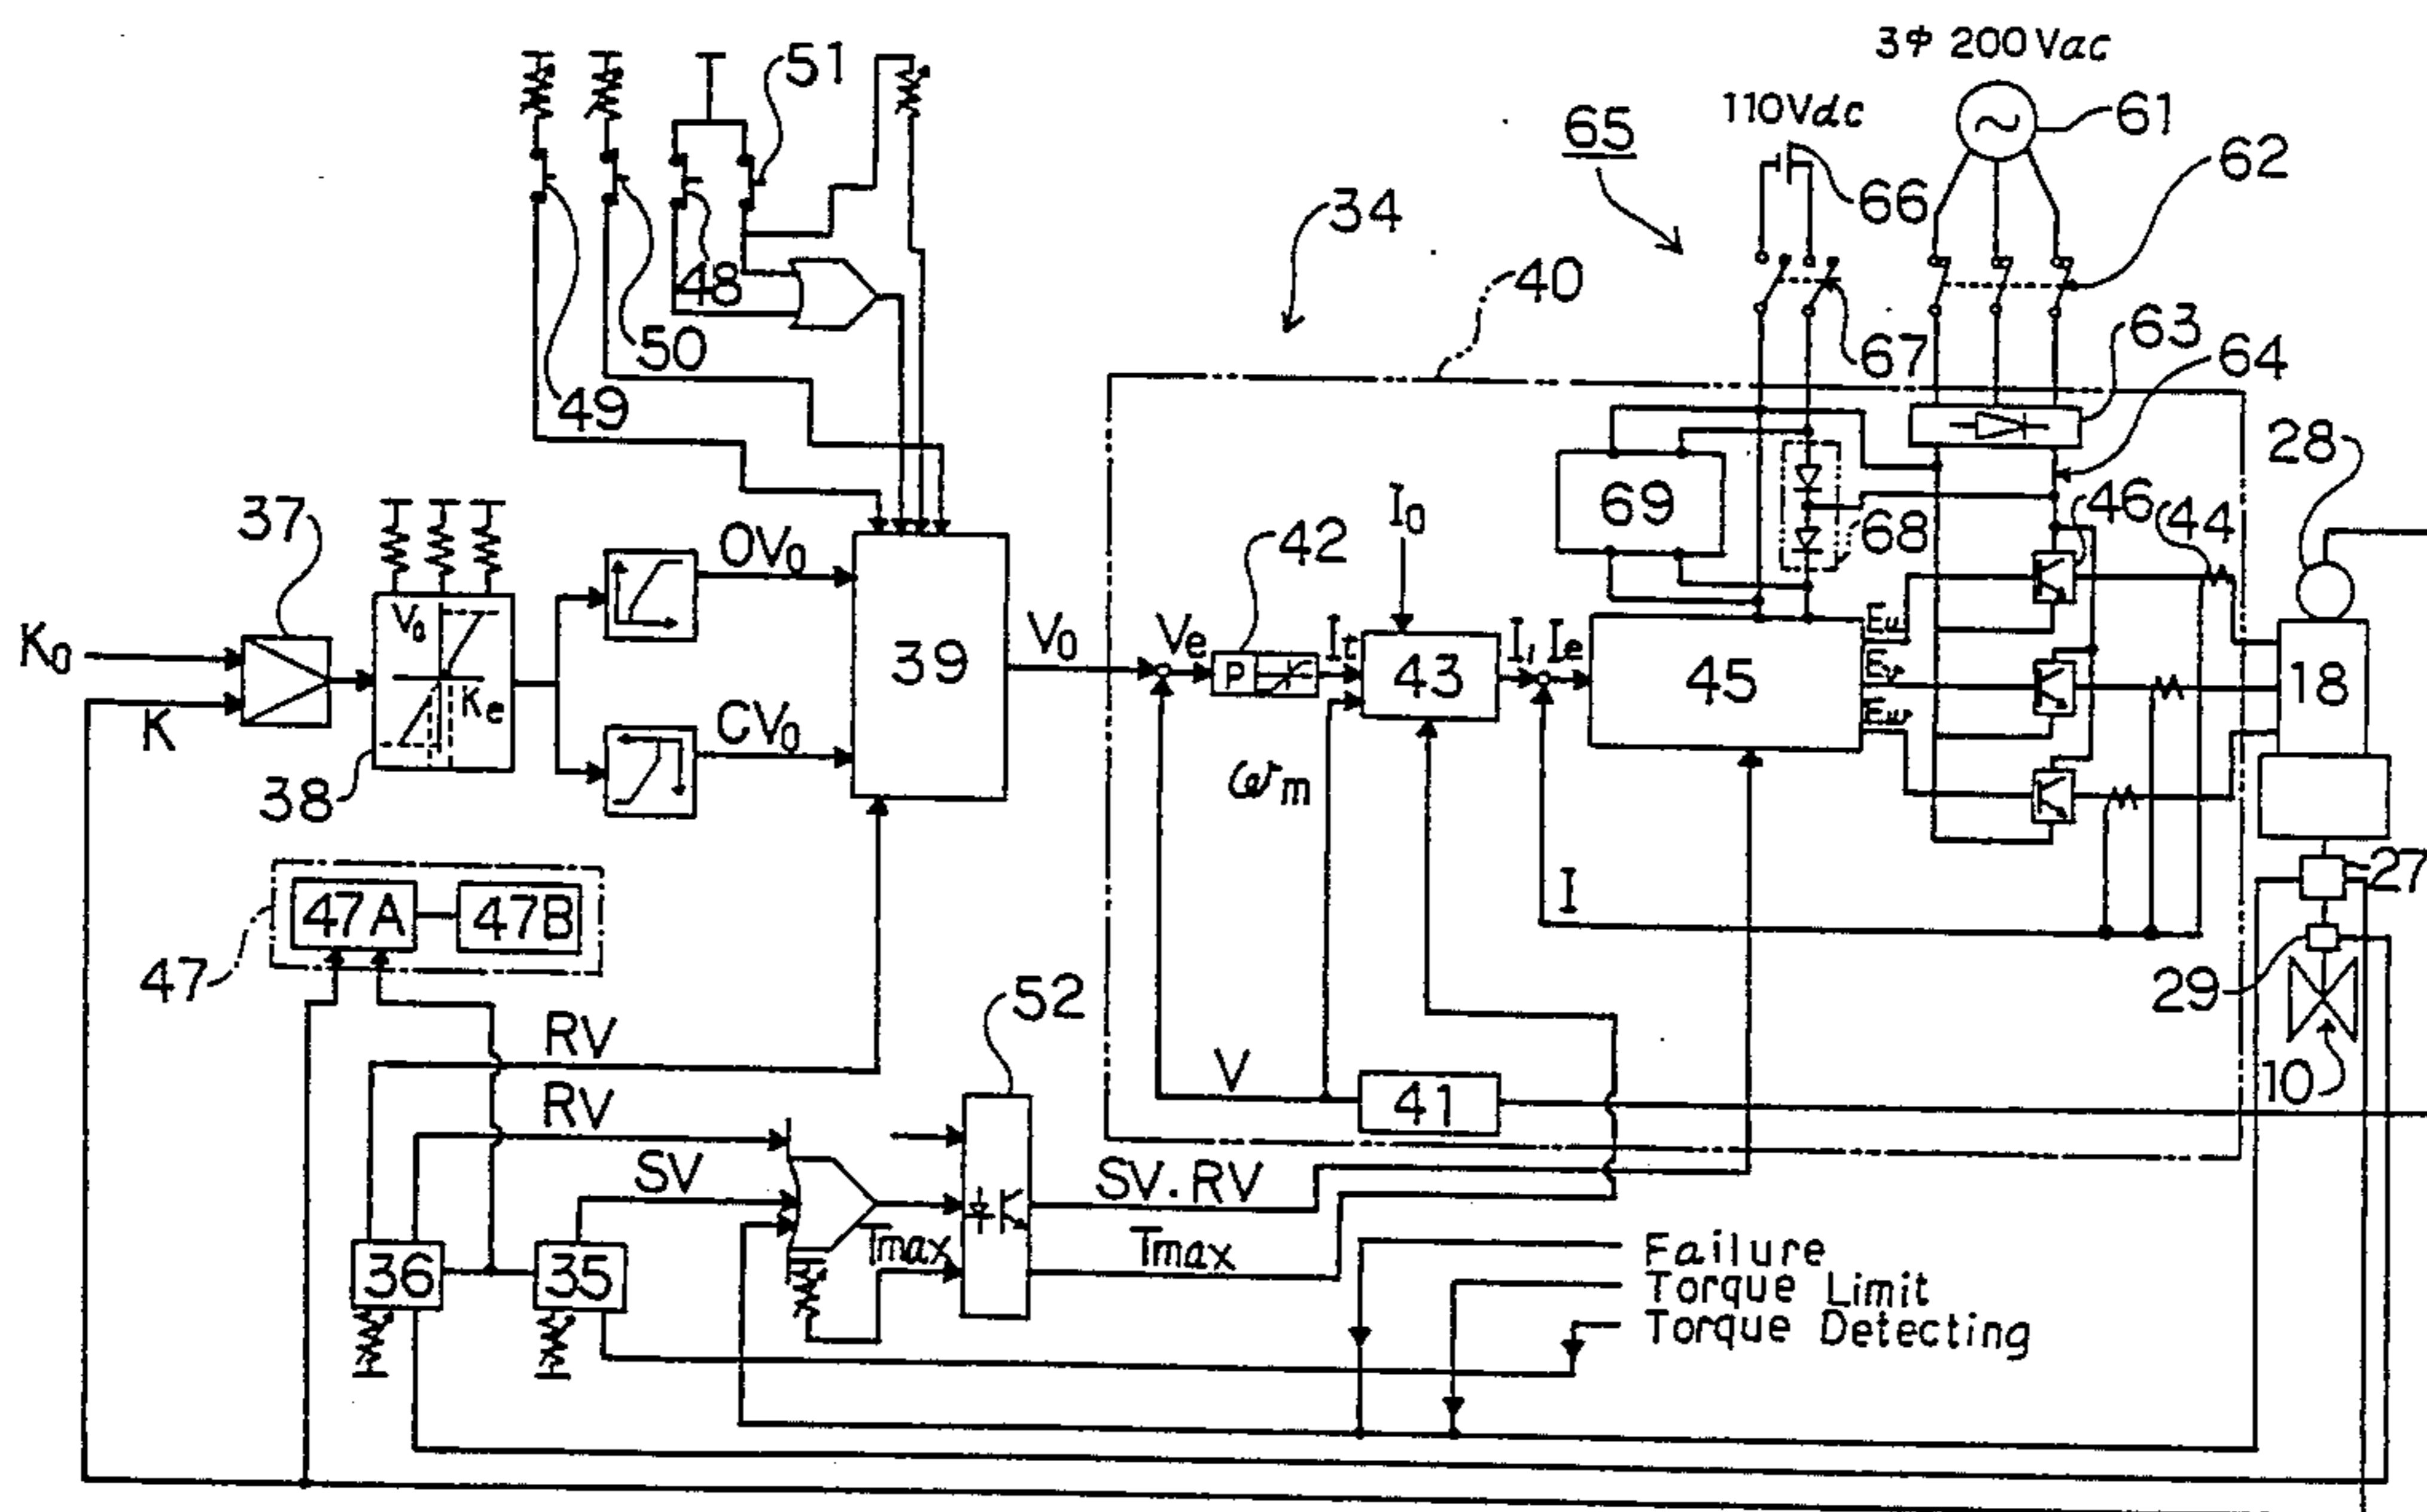 3φ 200 Vac
110Vdc
51
61
65
62
66
34
40
48
50
67
63
64
49
28
37
I0
69
68
46
44
42
OV0
V0
K0
39
V0
Ve
P
It
43
I1
Ie
45
Eu
Ev
Ew
18
K
Ke
CV0
38
ωm
47A
47B
I
27
47
52
29
RV
10
RV
V
41
SV
SV·RV
36
35
Tmax
Tmax
Failure
Torque Limit
Torque Detecting